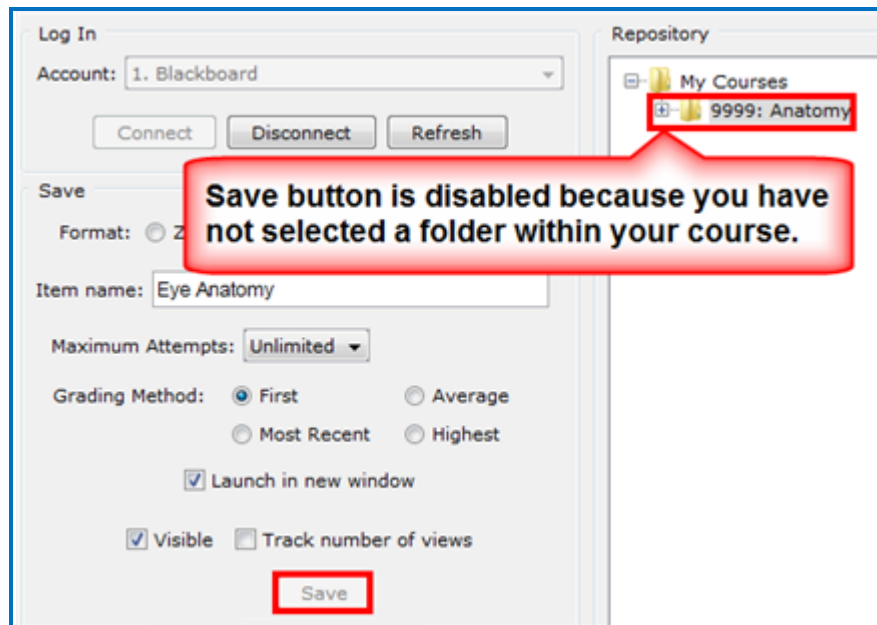 Log In
Account: 1. Blackboard
Connect Disconnect Refresh
Save
Format: Z
Item name: Eye Anatomy
Maximum Attempts: Unlimited
Grading Method: First Average
Most Recent Highest
Launch in new window
Visible Track number of views
Save
Repository
My Courses
9999: Anatomy
Save button is disabled because you have
not selected a folder within your course.